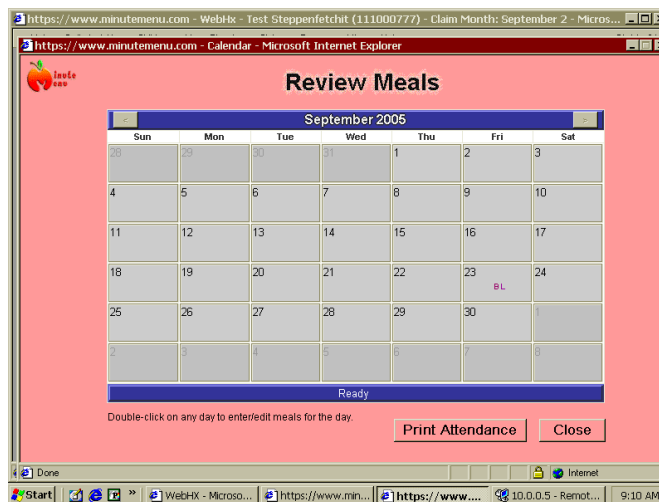 https://www.minutemenu.com - WebHx - Test Steppenfetchit (111000777) - Claim Month: September 2 - Micros...
https://www.minutemenu.com - Calendar - Microsoft Internet Explorer
Minute
Menu
Review Meals
< September 2005 >
Sun Mon Tue Wed Thu Fri Sat
28 29 30 31 1 2 3
4 5 6 7 8 9 10
11 12 13 14 15 16 17
18 19 20 21 22 23 24
BL
25 26 27 28 29 30 1
2 3 4 5 6 7 8
Ready
Double-click on any day to enter/edit meals for the day.
Print Attendance Close
Done Internet
Start » WebHX - Microso... https://www.min... https://www.... 10.0.0.5 - Remot... 9:10 AM